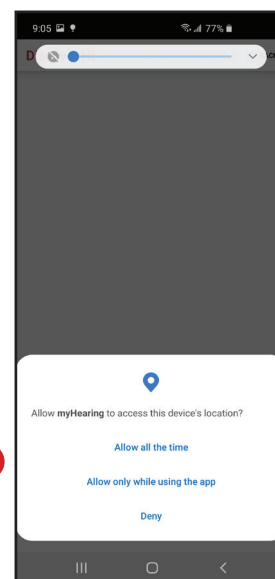 9:05
77%
D
Allow myHearing to access this device's location?
Allow all the time
Allow only while using the app
Deny